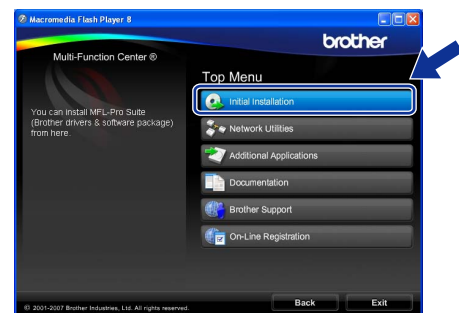 Macromedia Flash Player 8
brother
Multi-Function Center ®
Top Menu
You can install MFL-Pro Suite
(Brother drivers & software package)
from here.
Initial Installation
Network Utilities
Additional Applications
Documentation
Brother Support
On-Line Registration
© 2001-2007 Brother Industries, Ltd. All rights reserved.
Back
Exit